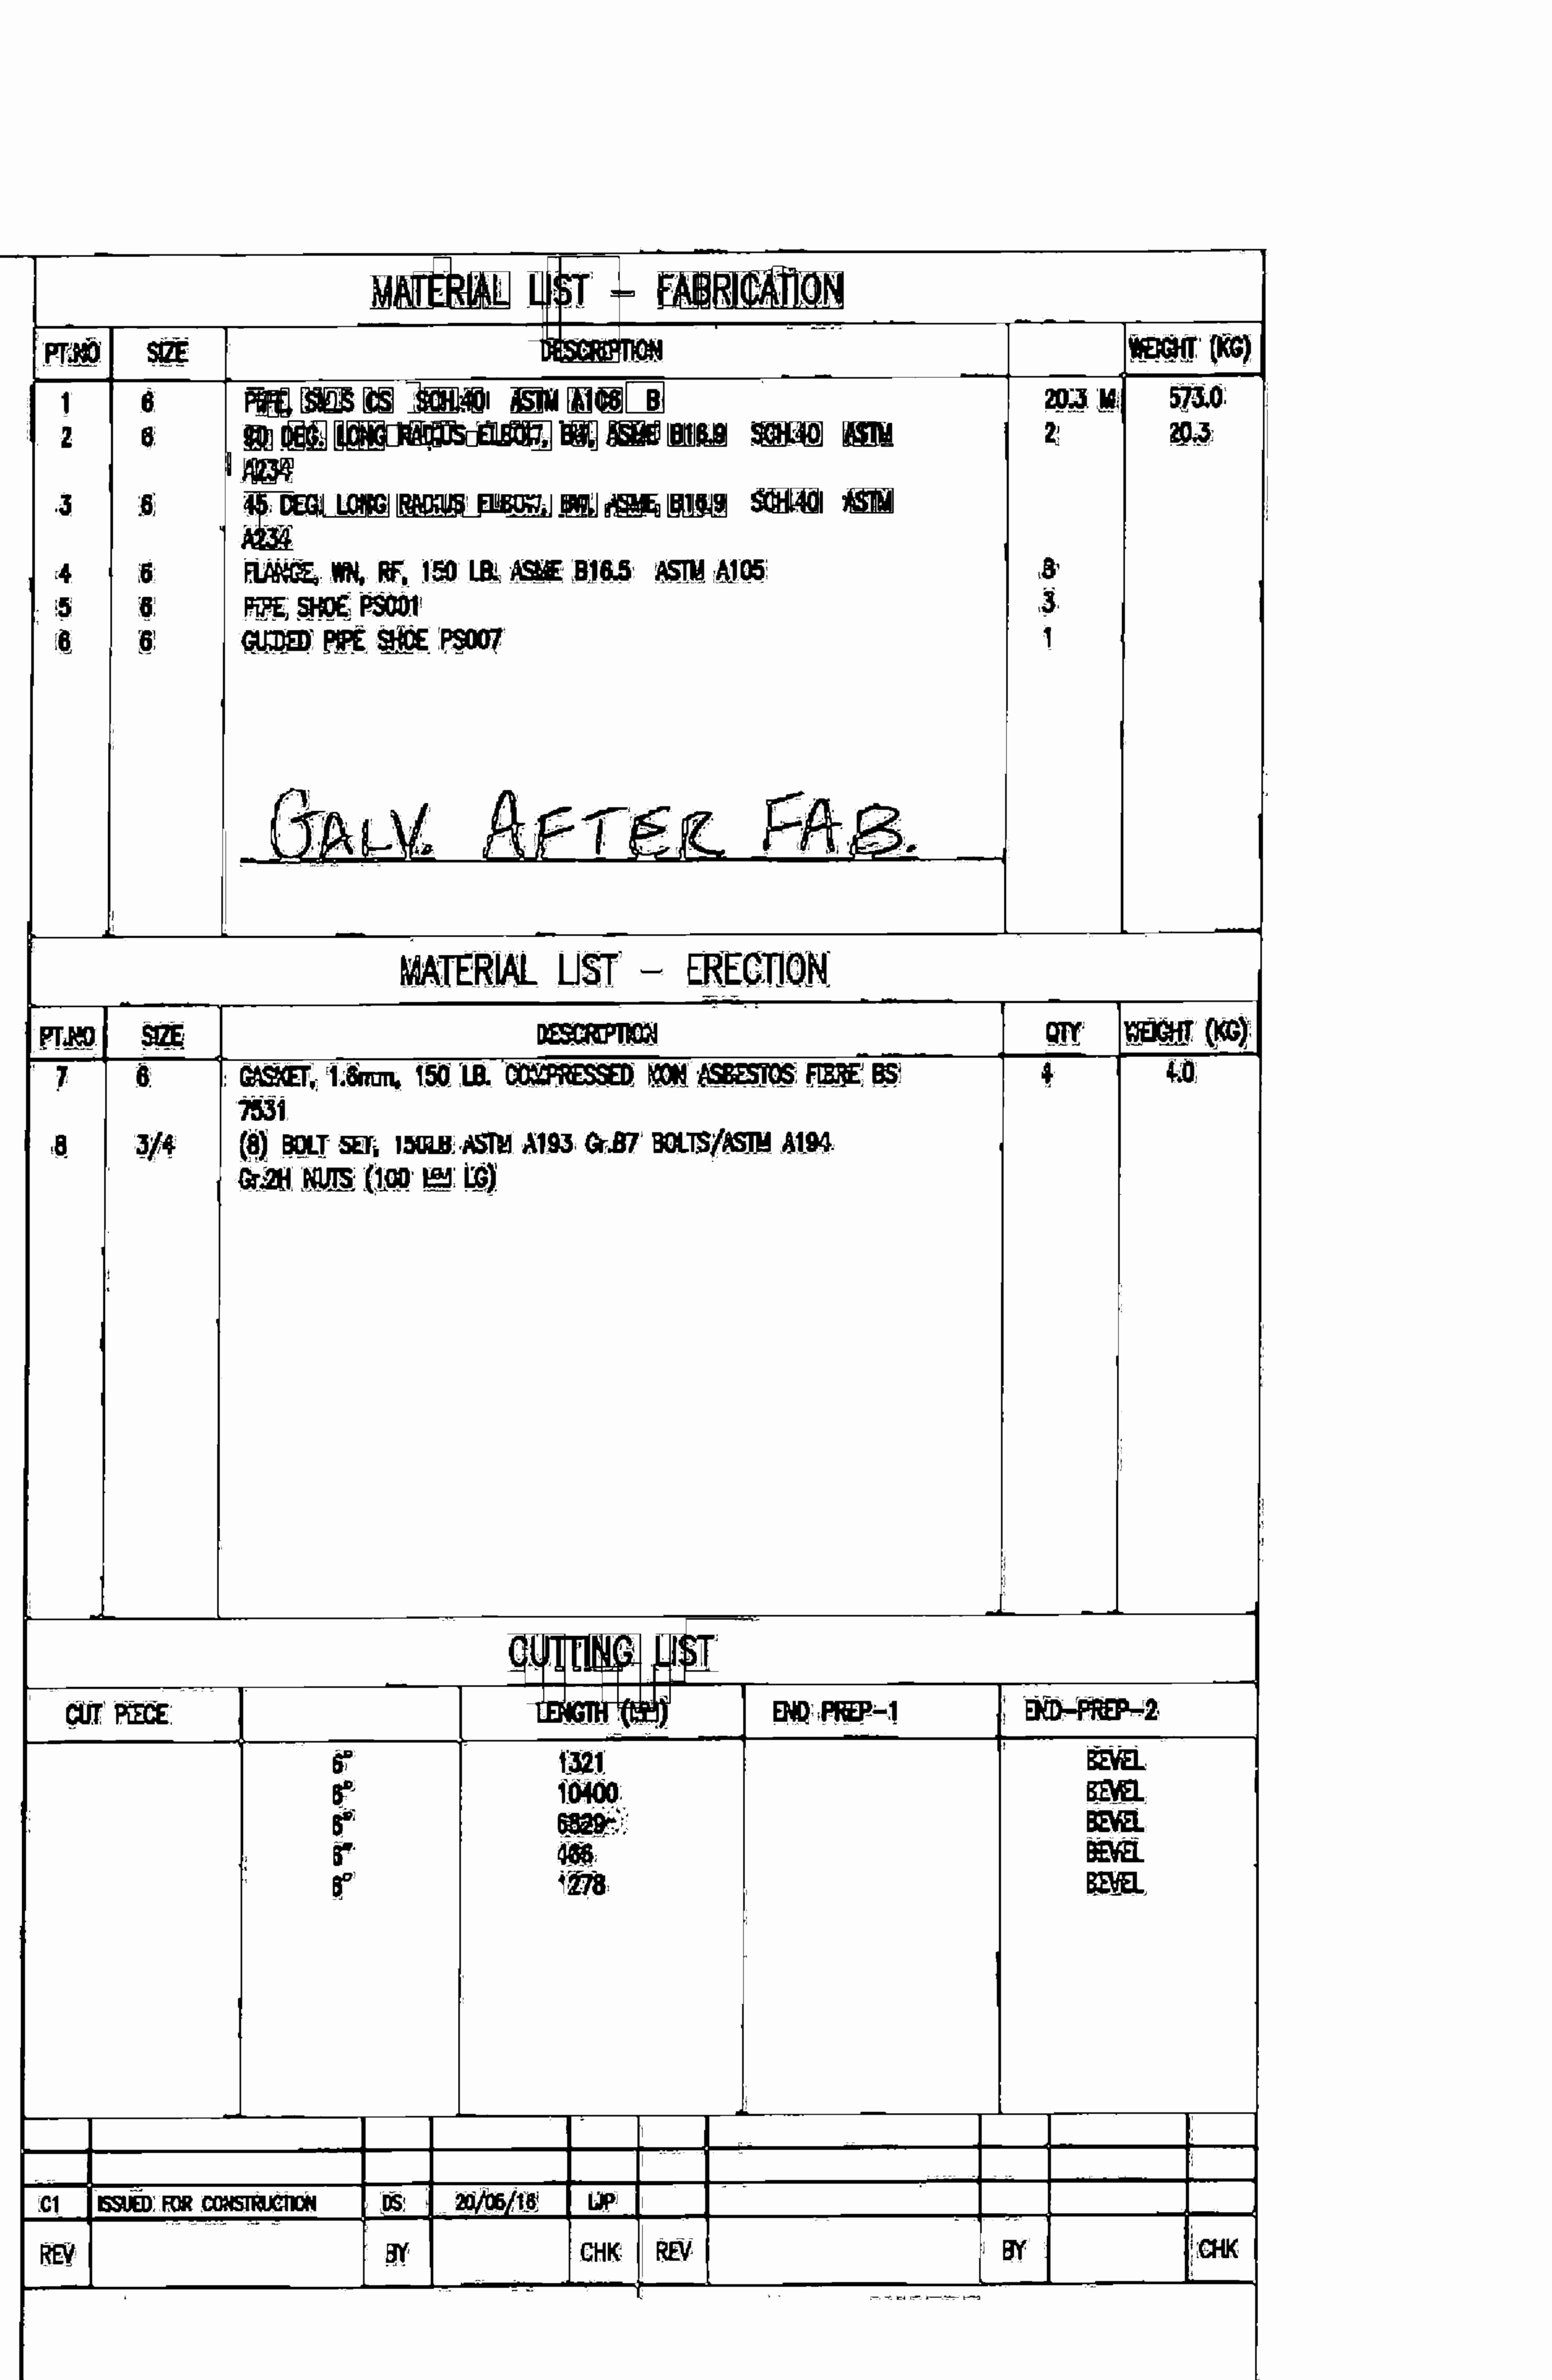 MATERIAL LIST – FABRICATION
PT.NO SIZE DESCRIPTION WEIGHT (KG)
1 6 PIPE, SMLS CS SCH.40 ASTM A106 B 20.3 M 573.0
2 6 90 DEG. LONG RADIUS ELBOW, BW, ASME B16.9 SCH.40 ASTM 2 20.3
A234
3 6 45 DEG. LONG RADIUS ELBOW, BW, ASME B16.9 SCH.40 ASTM
A234
4 6 FLANGE, WN, RF, 150 LB. ASME B16.5 ASTM A105
5 6 PIPE SHOE PS001 3
6 6 GUIDED PIPE SHOE PS007 1
GALV. AFTER FAB.
MATERIAL LIST – ERECTION
PT.NO SIZE DESCRIPTION QTY WEIGHT (KG)
7 6 GASKET, 1.6mm, 150 LB. COMPRESSED NON ASBESTOS FIBRE BS 4 4.0
7531
8 3/4 (8) BOLT SET, 150LB ASTM A193 Gr.B7 BOLTS/ASTM A194
Gr.2H NUTS (100 MM LG)
CUTTING LIST
CUT PIECE LENGTH (MM) END PREP-1 END-PREP-2
6" 1321 BEVEL
6" 10400 BEVEL
6" 6829 BEVEL
6" 466 BEVEL
6" 1278 BEVEL
C1 ISSUED FOR CONSTRUCTION DS 20/05/16 LJP
REV BY CHK REV BY CHK